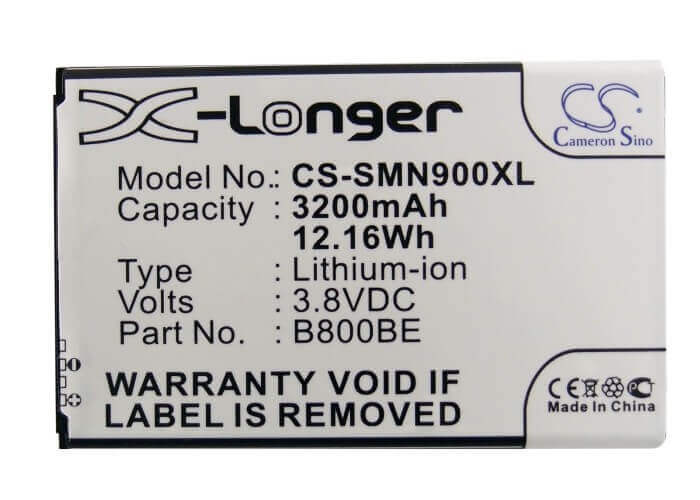 X-Longer
CS
Cameron Sino
Model No.: CS-SMN900XL
Capacity : 3200mAh
12.16Wh
Type : Lithium-ion
Volts : 3.8VDC
Part No. : B800BE
WARRANTY VOID IF
LABEL IS REMOVED
CE
Made In China